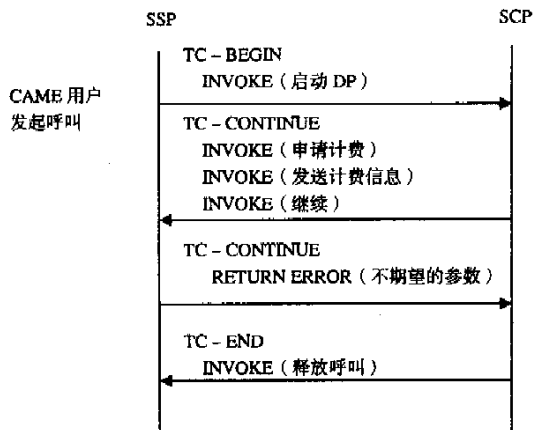 SSP
SCP
TC – BEGIN
INVOKE（启动 DP）
CAME 用户
发起呼叫
TC – CONTINUE
INVOKE（申请计费）
INVOKE（发送计费信息）
INVOKE（继续）
TC – CONTINUE
RETURN ERROR（不期望的参数）
TC – END
INVOKE（释放呼叫）